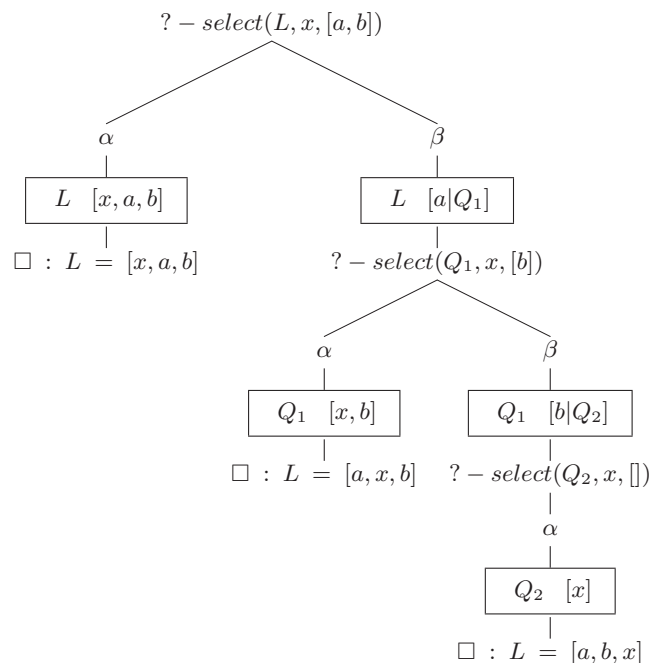 ? − select(L, x, [a, b])
α β
L [x, a, b] L [a|Q₁]
□ : L = [x, a, b] ? − select(Q₁, x, [b])
α β
Q₁ [x, b] Q₁ [b|Q₂]
□ : L = [a, x, b] ? − select(Q₂, x, [])
α
Q₂ [x]
□ : L = [a, b, x]